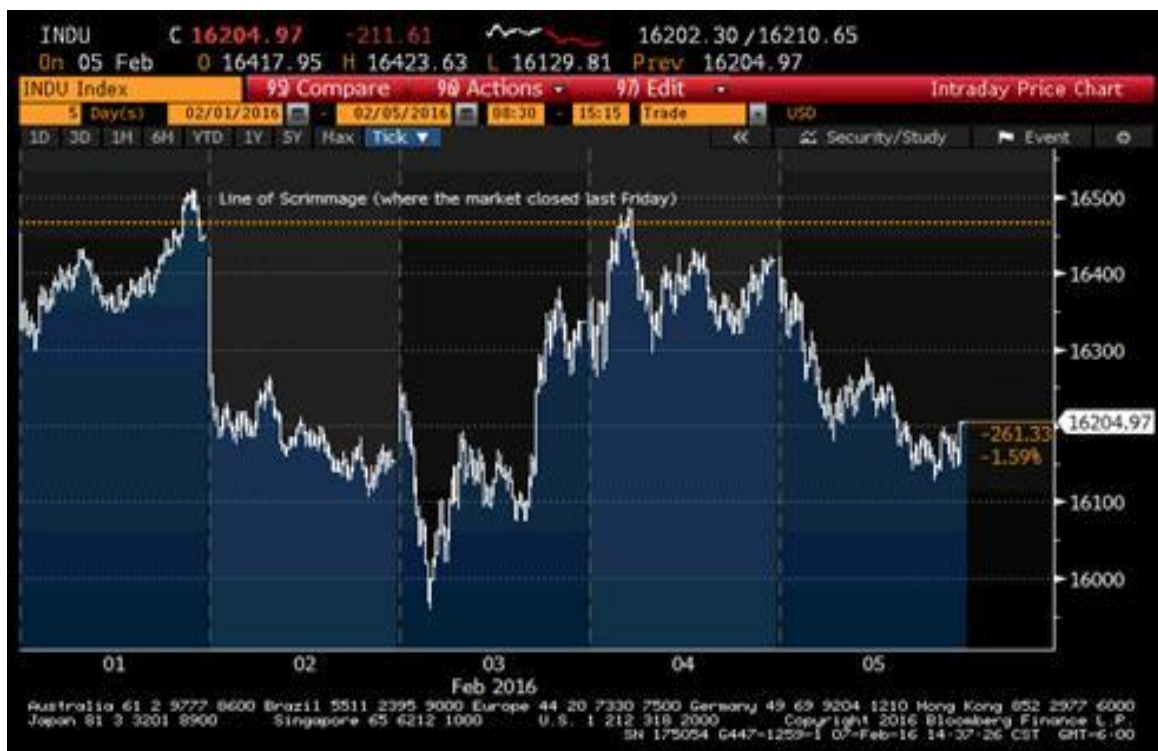 INDU C 16204.97 -211.61 16202.30/16210.65
On 05 Feb O 16417.95 H 16423.63 L 16129.81 Prev 16204.97
INDU Index 95) Compare 96) Actions 97) Edit Intraday Price Chart
5 Day(s) 02/01/2016 - 02/05/2016 08:30 - 15:15 Trade USD
1D 3D 1M 6M YTD 1Y 5Y Max Tick ▼ « Security/Study Event
Line of Scrimmage (where the market closed last Friday)
16500
16400
16300
16204.97
-261.33
-1.59%
16100
16000
01 02 03 04 05
Feb 2016
Australia 61 2 9777 8600 Brazil 5511 2395 9000 Europe 44 20 7330 7500 Germany 49 69 9204 1210 Hong Kong 852 2977 6000
Japan 81 3 3201 8900 Singapore 65 6212 1000 U.S. 1 212 318 2000 Copyright 2016 Bloomberg Finance L.P.
SN 175054 G447-1259-1 07-Feb-16 14:37:26 CST GMT-6:00